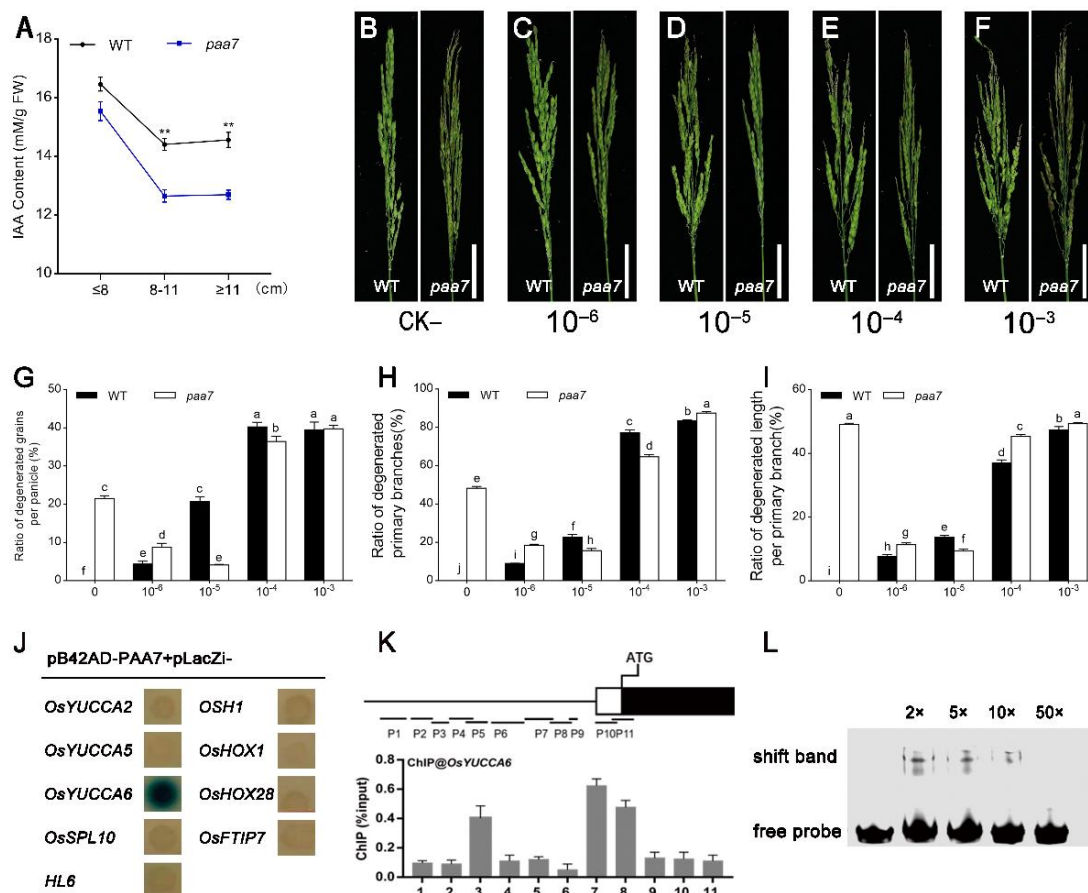 A
WT paa7
IAA Content (mM/g FW)
18
16
14
12
10
** **
≤8 8-11 ≥11 (cm)
B C D E F
WT paa7 WT paa7 WT paa7 WT paa7 WT paa7
CK– 10⁻⁶ 10⁻⁵ 10⁻⁴ 10⁻³
G
WT paa7
Ratio of degenerated grains
per panicle (%)
50
40
30
20
10
0
f c e d c e a b a a
0 10⁻⁶ 10⁻⁵ 10⁻⁴ 10⁻³
H
WT paa7
Ratio of degenerated
primary branches(%)
100
80
60
40
20
0
j e i g f h c d b a
0 10⁻⁶ 10⁻⁵ 10⁻⁴ 10⁻³
I
WT paa7
Ratio of degenerated length
per primary branch(%)
60
40
20
0
i a h g e f d c b a
0 10⁻⁶ 10⁻⁵ 10⁻⁴ 10⁻³
J
pB42AD-PAA7+pLacZi-
OsYUCCA2 OSH1
OsYUCCA5 OsHOX1
OsYUCCA6 OsHOX28
OsSPL10 OsFTIP7
HL6
K
ATG
P1 P2 P3 P4 P5 P6 P7 P8 P9 P10 P11
ChIP@OsYUCCA6
ChIP (%input)
0.8
0.6
0.4
0.2
0.0
1 2 3 4 5 6 7 8 9 10 11
L
2× 5× 10× 50×
shift band
free probe